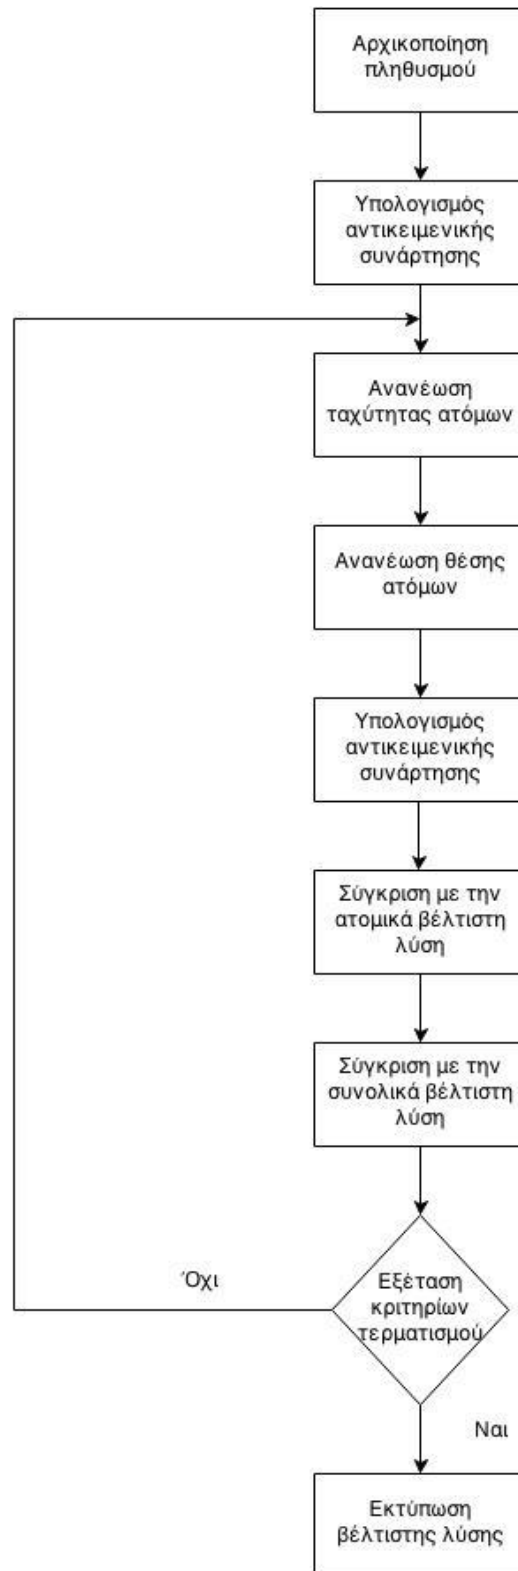 Αρχικοποίηση
πληθυσμού
Υπολογισμός
αντικειμενικής
συνάρτησης
Ανανέωση
ταχύτητας ατόμων
Ανανέωση θέσης
ατόμων
Υπολογισμός
αντικειμενικής
συνάρτησης
Σύγκριση με την
ατομικά βέλτιστη
λύση
Σύγκριση με την
συνολικά βέλτιστη
λύση
Όχι
Εξέταση
κριτηρίων
τερματισμού
Ναι
Εκτύπωση
βέλτιστης λύσης